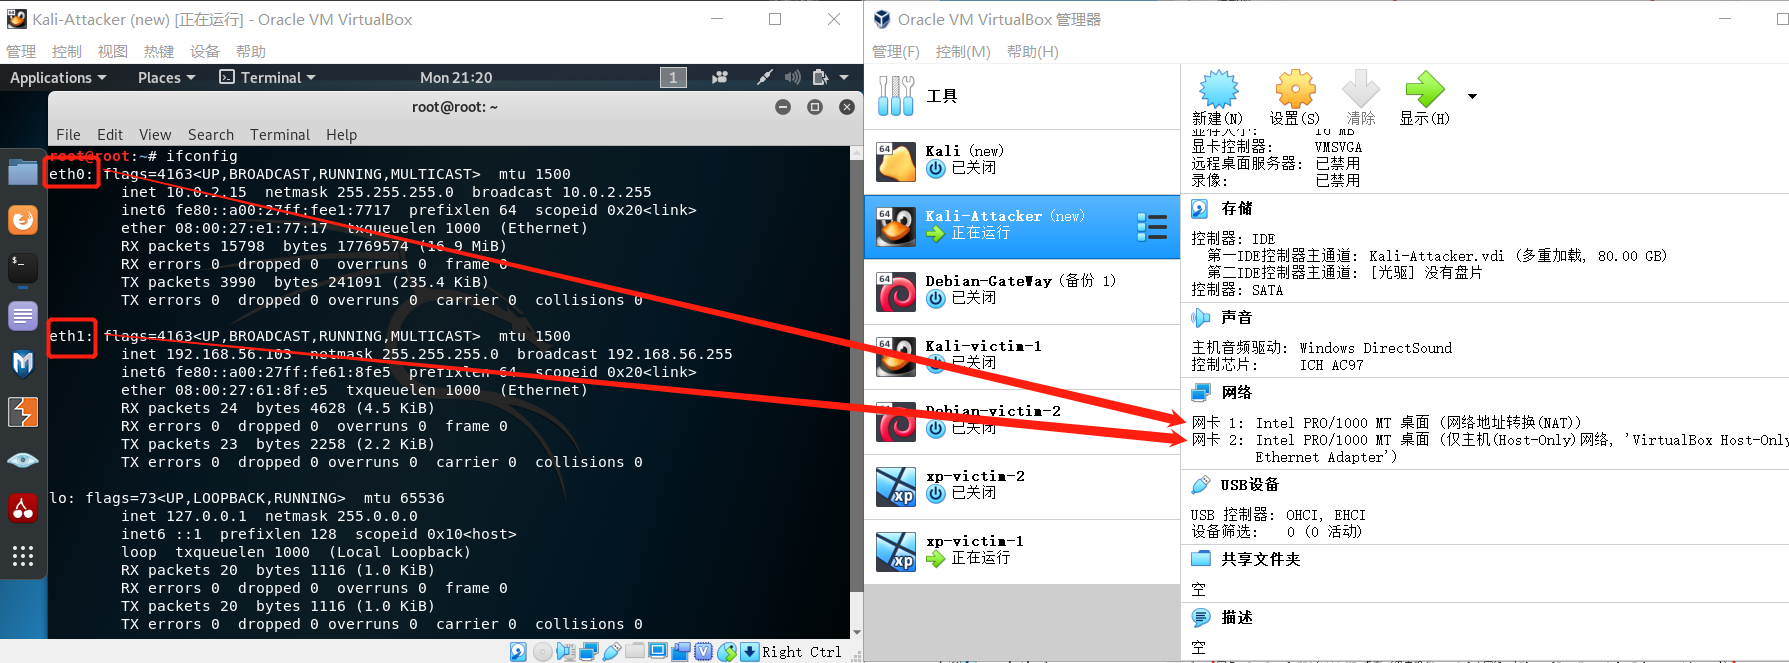 Kali-Attacker (new) [正在运行] - Oracle VM VirtualBox
管理 控制 视图 热键 设备 帮助
Applications Places Terminal Mon 21:20 1
root@root: ~
File Edit View Search Terminal Help
root@root:~# ifconfig
eth0: flags=4163<UP,BROADCAST,RUNNING,MULTICAST> mtu 1500
inet 10.0.2.15 netmask 255.255.255.0 broadcast 10.0.2.255
inet6 fe80::a00:27ff:fee1:7717 prefixlen 64 scopeid 0x20<link>
ether 08:00:27:e1:77:17 txqueuelen 1000 (Ethernet)
RX packets 15798 bytes 17769574 (16.9 MiB)
RX errors 0 dropped 0 overruns 0 frame 0
TX packets 3990 bytes 241091 (235.4 KiB)
TX errors 0 dropped 0 overruns 0 carrier 0 collisions 0
eth1: flags=4163<UP,BROADCAST,RUNNING,MULTICAST> mtu 1500
inet 192.168.56.103 netmask 255.255.255.0 broadcast 192.168.56.255
inet6 fe80::a00:27ff:fe61:8fe5 prefixlen 64 scopeid 0x20<link>
ether 08:00:27:61:8f:e5 txqueuelen 1000 (Ethernet)
RX packets 24 bytes 4628 (4.5 KiB)
RX errors 0 dropped 0 overruns 0 frame 0
TX packets 23 bytes 2258 (2.2 KiB)
TX errors 0 dropped 0 overruns 0 carrier 0 collisions 0
lo: flags=73<UP,LOOPBACK,RUNNING> mtu 65536
inet 127.0.0.1 netmask 255.0.0.0
inet6 ::1 prefixlen 128 scopeid 0x10<host>
loop txqueuelen 1000 (Local Loopback)
RX packets 20 bytes 1116 (1.0 KiB)
RX errors 0 dropped 0 overruns 0 frame 0
TX packets 20 bytes 1116 (1.0 KiB)
TX errors 0 dropped 0 overruns 0 carrier 0 collisions 0
Right Ctrl
Oracle VM VirtualBox 管理器
管理(F) 控制(M) 帮助(H)
工具
64 Kali (new)
已关闭
64 Kali-Attacker (new)
正在运行
64 Debian-GateWay (备份 1)
已关闭
64 Kali-victim-1
已关闭
64 Debian-victim-2
已关闭
xp xp-victim-2
已关闭
xp xp-victim-1
正在运行
新建(N) 设置(S) 清除 显示(H)
显存大小: 16 MB
显卡控制器: VMSVGA
远程桌面服务器: 已禁用
录像: 已禁用
存储
控制器: IDE
第一IDE控制器主通道: Kali-Attacker.vdi (多重加载, 80.00 GB)
第二IDE控制器主通道: [光驱] 没有盘片
控制器: SATA
声音
主机音频驱动: Windows DirectSound
控制芯片: ICH AC97
网络
网卡 1: Intel PRO/1000 MT 桌面 (网络地址转换(NAT))
网卡 2: Intel PRO/1000 MT 桌面 (仅主机(Host-Only)网络, 'VirtualBox Host-Only
Ethernet Adapter')
USB设备
USB 控制器: OHCI, EHCI
设备筛选: 0 (0 活动)
共享文件夹
空
描述
空